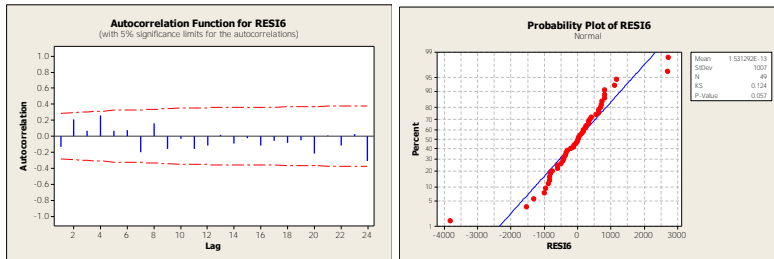 Autocorrelation Function for RESI6
(with 5% significance limits for the autocorrelations)
1.0
0.8
0.6
0.4
0.2
0.0
-0.2
-0.4
-0.6
-0.8
-1.0
Autocorrelation
2 4 6 8 10 12 14 16 18 20 22 24
Lag
Probability Plot of RESI6
Normal
99
95
90
80
70
60
50
40
30
20
10
5
1
Percent
-4000 -3000 -2000 -1000 0 1000 2000 3000
RESI6
Mean 1.531292E-13
StDev 1007
N 49
KS 0.124
P-Value 0.057